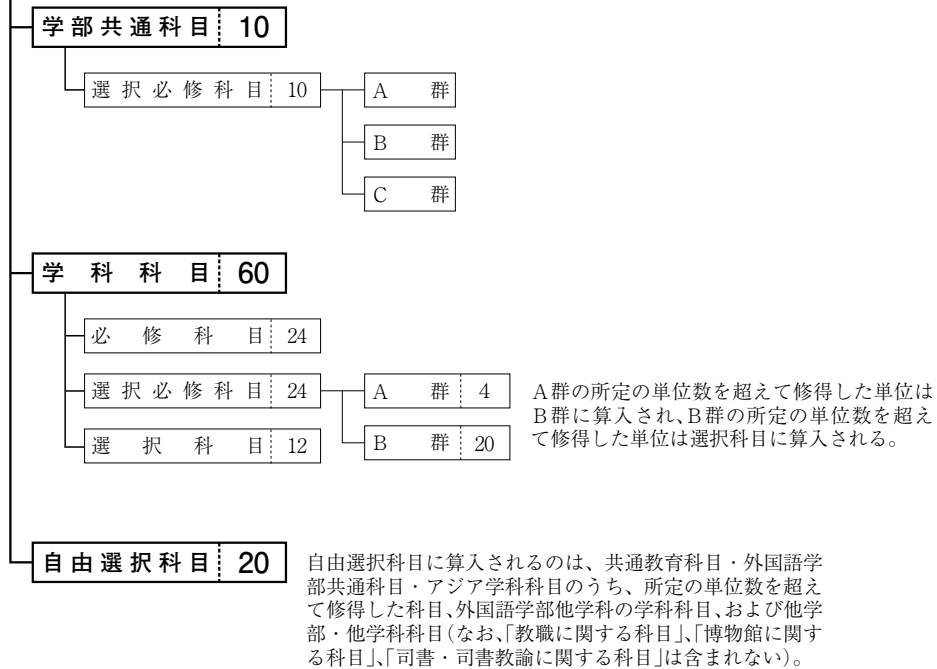 学部共通科目 10
選択必修科目 10
A 群
B 群
C 群
学科科目 60
必修科目 24
選択必修科目 24
A 群 4
B 群 20
選択科目 12
A群の所定の単位数を超えて修得した単位は
B群に算入され、B群の所定の単位数を超え
て修得した単位は選択科目に算入される。
自由選択科目 20
自由選択科目に算入されるのは、共通教育科目・外国語学
部共通科目・アジア学科科目のうち、所定の単位数を超え
て修得した科目、外国語学部他学科の学科科目、および他学
部・他学科科目(なお、「教職に関する科目」、「博物館に関す
る科目」、「司書・司書教諭に関する科目」は含まれない)。